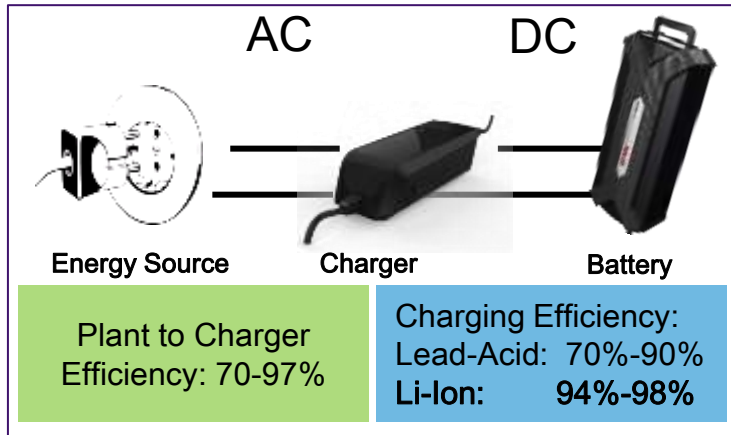 AC DC
Energy Source Charger Battery
Plant to Charger
Efficiency: 70-97%
Charging Efficiency:
Lead-Acid: 70%-90%
Li-Ion: 94%-98%